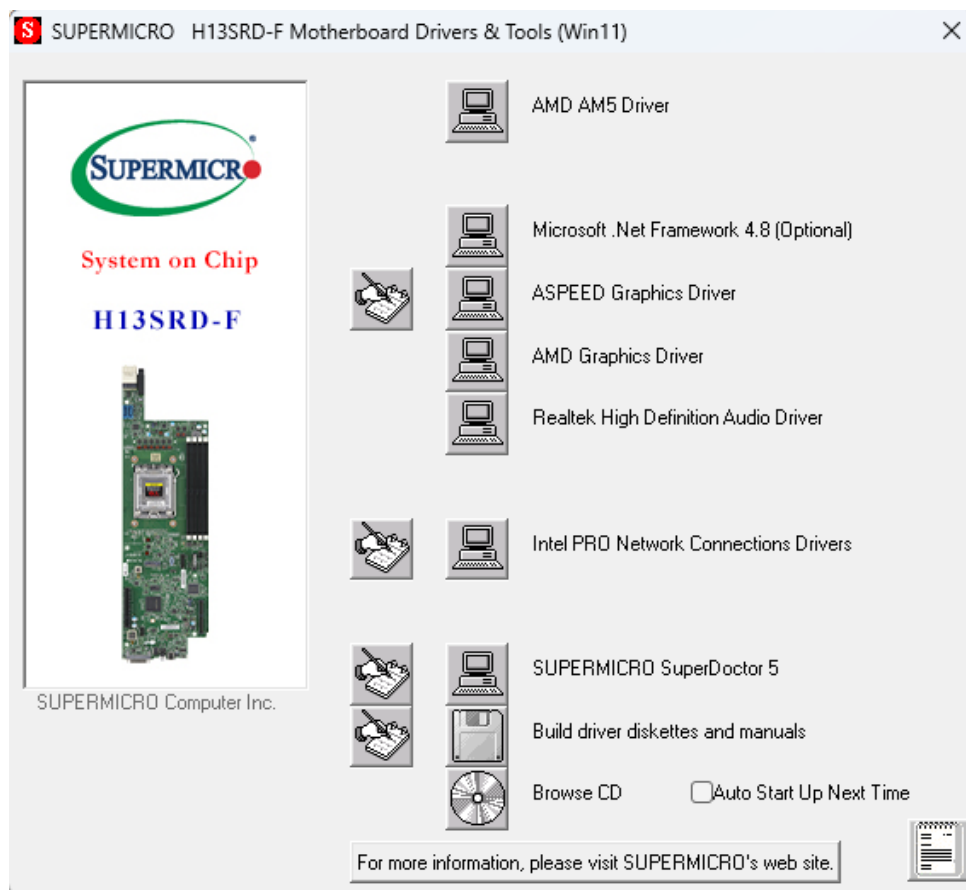 S SUPERMICRO H13SRD-F Motherboard Drivers & Tools (Win11)
SUPERMICR
System on Chip
H13SRD-F
SUPERMICRO Computer Inc.
AMD AM5 Driver
Microsoft .Net Framework 4.8 (Optional)
ASPEED Graphics Driver
AMD Graphics Driver
Realtek High Definition Audio Driver
Intel PRO Network Connections Drivers
SUPERMICRO SuperDoctor 5
Build driver diskettes and manuals
Browse CD
Auto Start Up Next Time
For more information, please visit SUPERMICRO's web site.